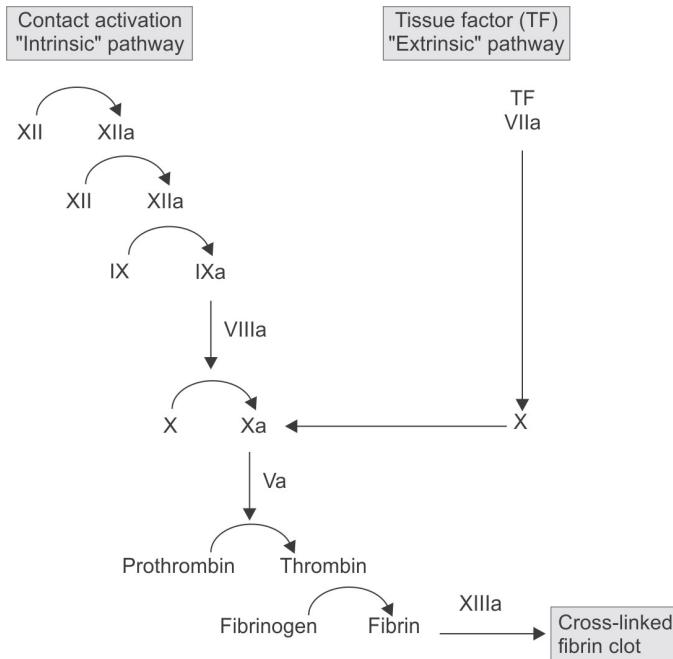 Contact activation
"Intrinsic" pathway
Tissue factor (TF)
"Extrinsic" pathway
TF
VIIa
XII XIIa
XII XIIa
IX IXa
VIIIa
X Xa
X
Va
Prothrombin Thrombin
XIIIa
Fibrinogen Fibrin
Cross-linked
fibrin clot